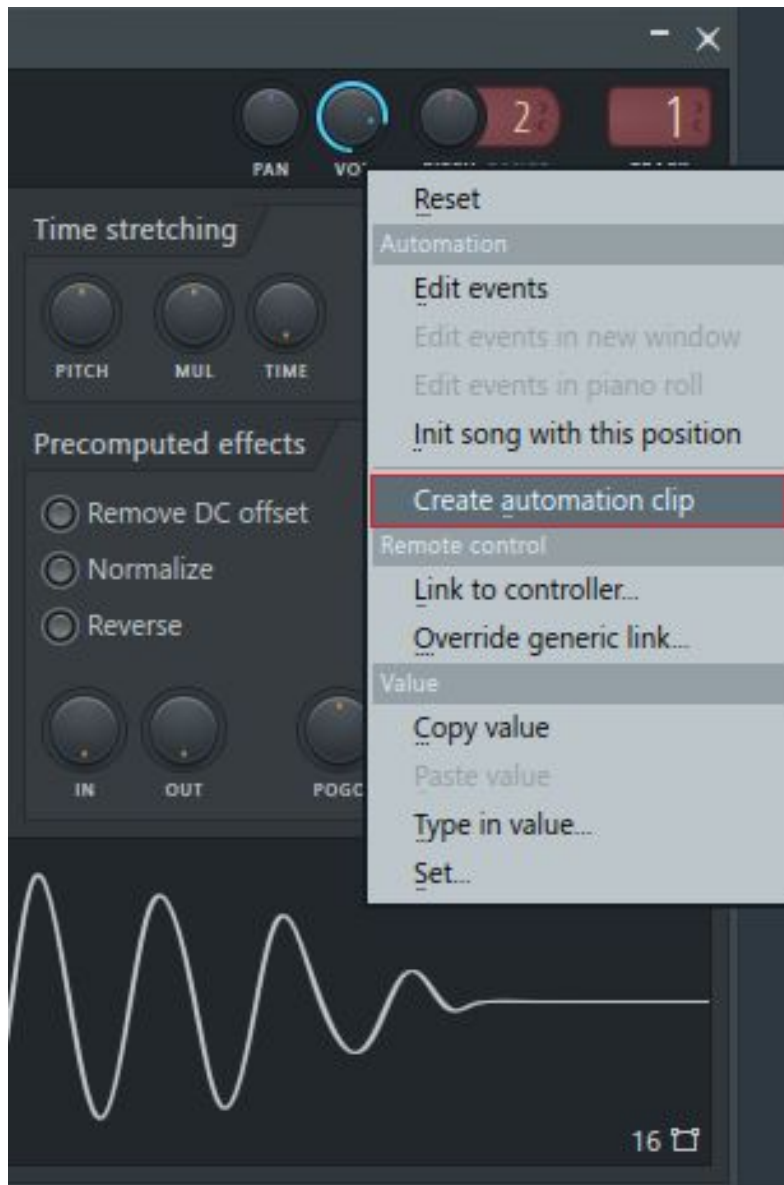 2
1
PAN
Time stretching
PITCH MUL TIME
Precomputed effects
Remove DC offset
Normalize
Reverse
IN OUT
Reset
Automation
Edit events
Edit events in new window
Edit events in piano roll
Init song with this position
Create automation clip
Remote control
Link to controller...
Override generic link...
Value
Copy value
Paste value
Type in value...
Set...
16